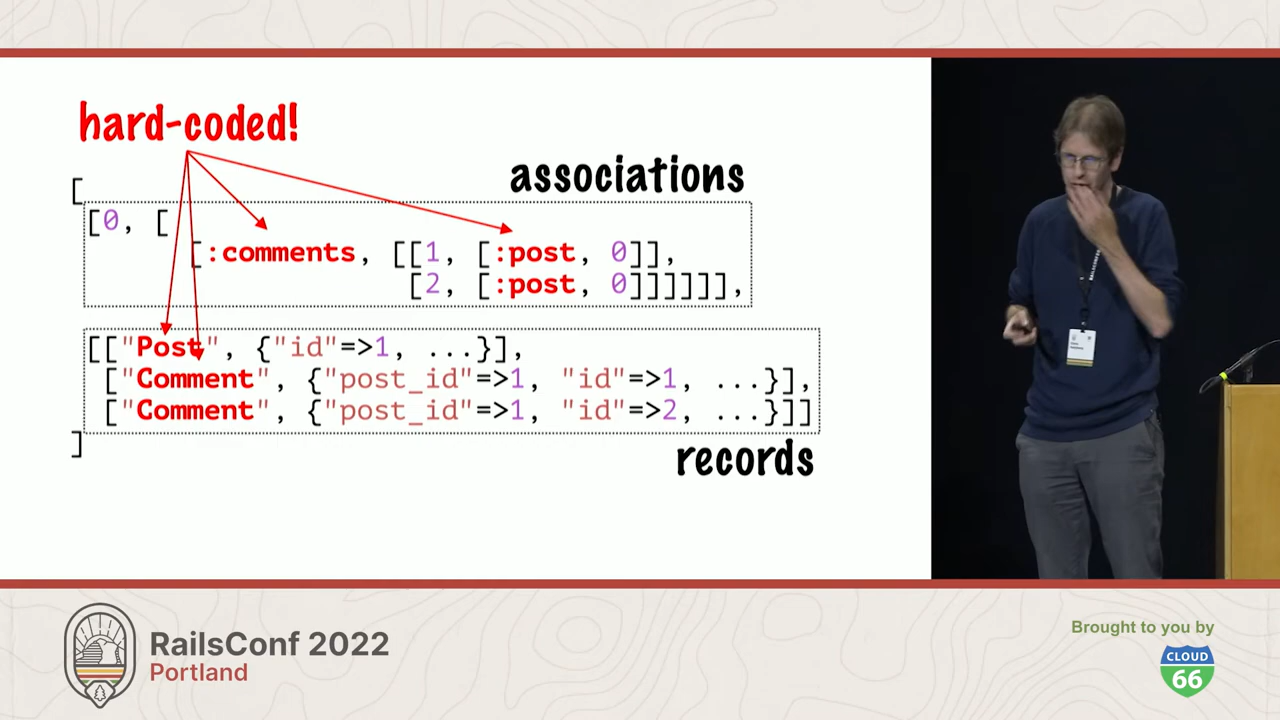 hard-coded!
associations
[
[0, [
[:comments, [[1, [:post, 0]],
[2, [:post, 0]]]]]],
[["Post", {"id"=>1, ...}],
["Comment", {"post_id"=>1, "id"=>1, ...}],
["Comment", {"post_id"=>1, "id"=>2, ...}]]
]
records
RailsConf 2022
Portland
Brought to you by
CLOUD
66